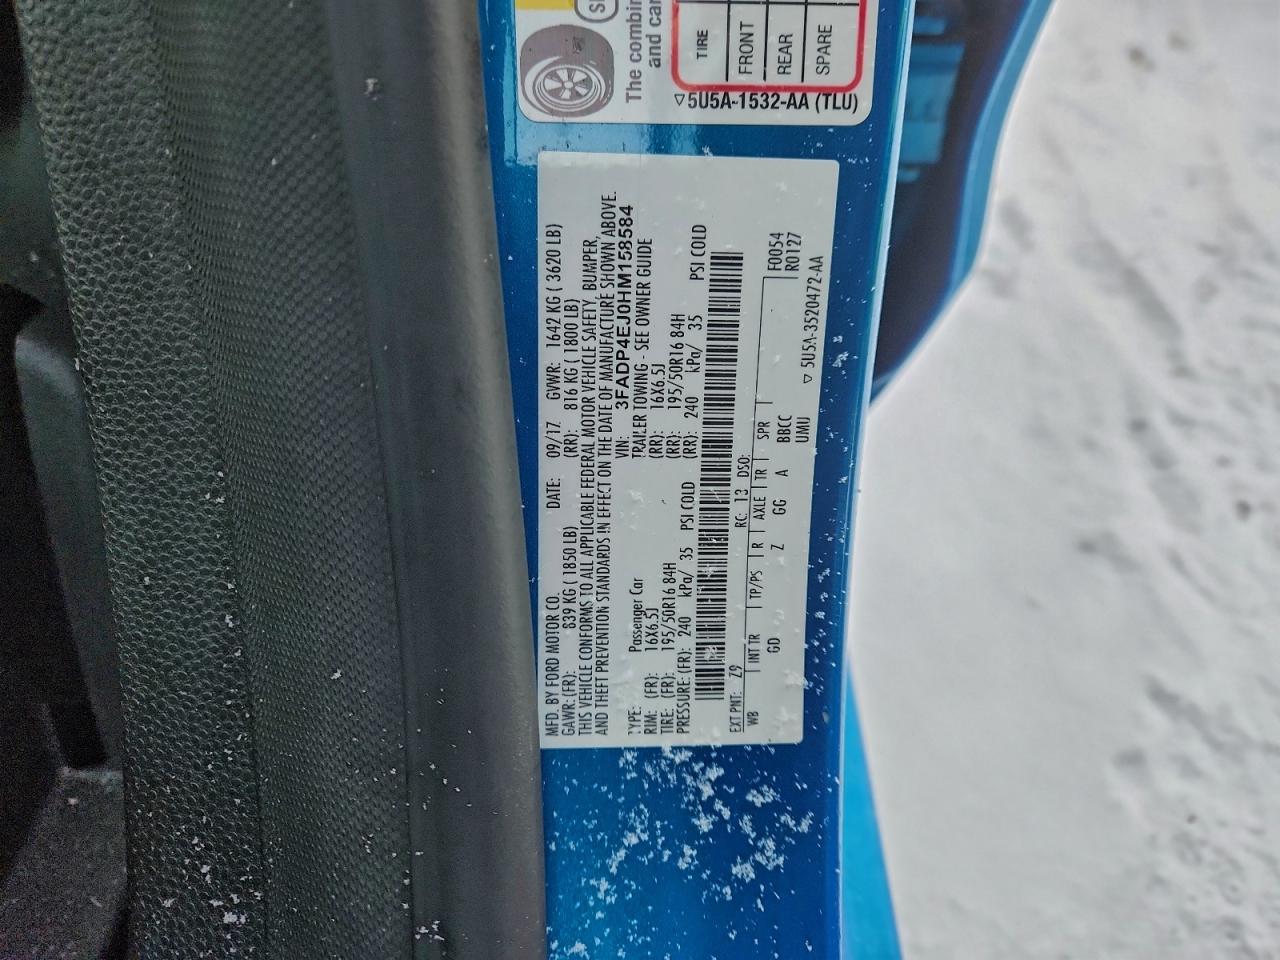 The combin
and car
TIRE
FRONT
REAR
SPARE
▽5U5A-1532-AA (TLU)
MFD. BY FORD MOTOR CO. DATE: 09/17 GVWR: 1642 KG ( 3620 LB)
GAWR: (FR): 839 KG ( 1850 LB) (RR): 816 KG ( 1800 LB)
THIS VEHICLE CONFORMS TO ALL APPLICABLE FEDERAL MOTOR VEHICLE SAFETY, BUMPER,
AND THEFT PREVENTION STANDARDS IN EFFECT ON THE DATE OF MANUFACTURE SHOWN ABOVE.
VIN: 3FADP4EJ0HM158584
TYPE: Passenger Car TRAILER TOWING - SEE OWNER GUIDE
RIM: (FR): 16X6.5J (RR): 16X6.5J
TIRE: (FR): 195/50R16 84H (RR): 195/50R16 84H
PRESSURE: (FR): 240 kPa/ 35 PSI COLD (RR): 240 kPa/ 35 PSI COLD
EXT PNT: Z9 RC: 13 DSO: F0054
WB INT TR TP/PS R AXLE TR SPR R0127
GD Z GG A BBCC
UMU
▽ 5U5A-3520472-AA